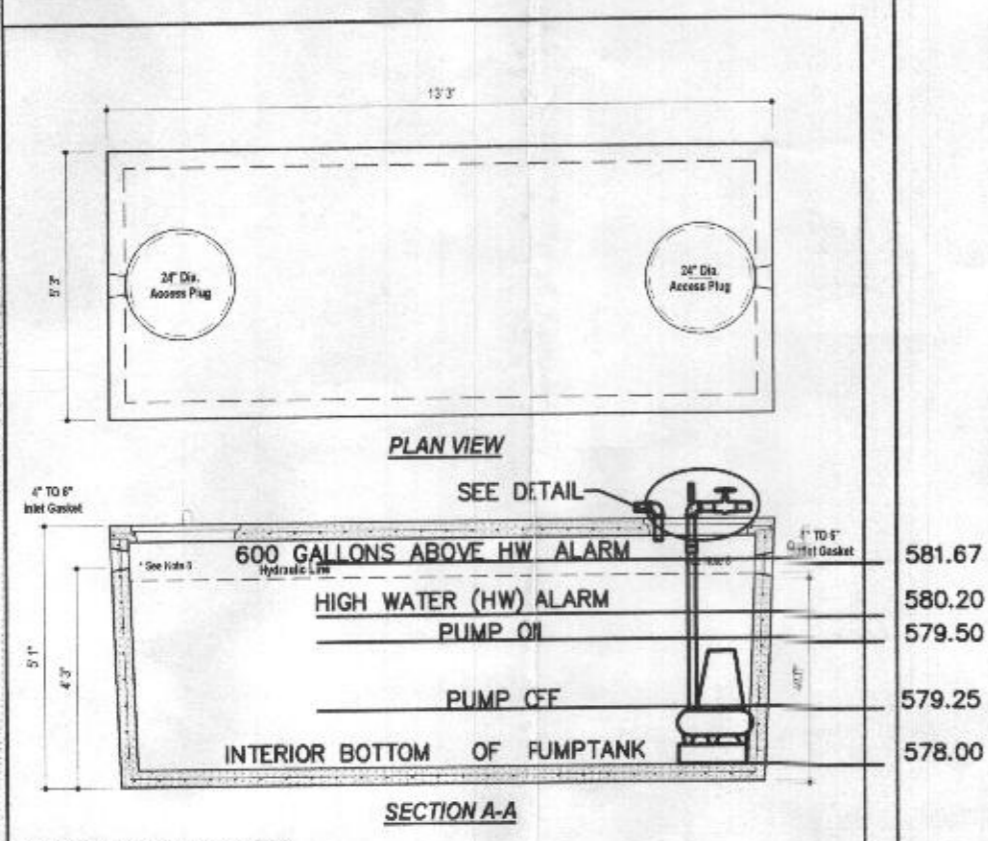 13'3"
5'3"
24" Dia.
Access Plug
24" Dia.
Access Plug
PLAN VIEW
SEE DETAIL
4" TO 6"
Inlet Gasket
TO 6"
Gasket
* See Note
600 GALLONS ABOVE HW ALARM
581.67
Hydraulic Line
HIGH WATER (HW) ALARM
580.20
PUMP ON
579.50
5'1"
4'3"
PUMP OFF
579.25
INTERIOR BOTTOM OF PUMPTANK
578.00
SECTION A-A